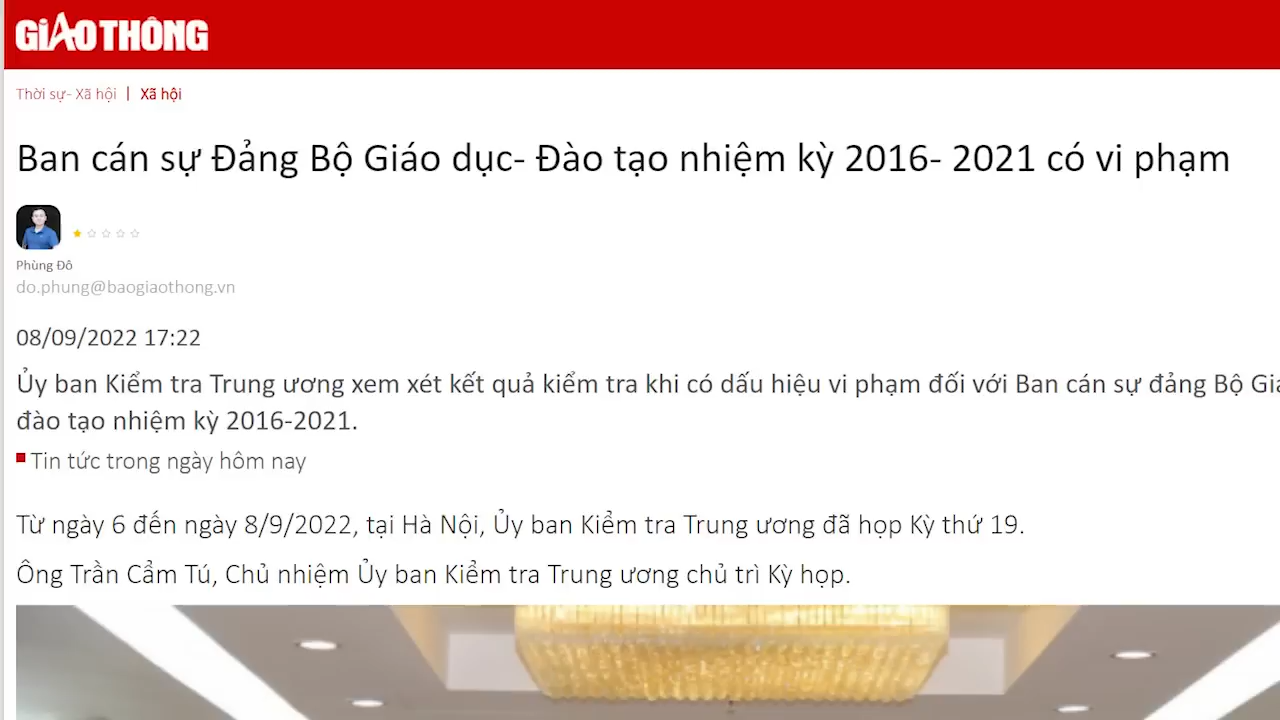 GiAO THÔNG
Thời sự- Xã hội | Xã hội
Ban cán sự Đảng Bộ Giáo dục- Đào tạo nhiệm kỳ 2016- 2021 có vi phạm
Phùng Đô
do.phung@baogiaothong.vn
08/09/2022 17:22
Ủy ban Kiểm tra Trung ương xem xét kết quả kiểm tra khi có dấu hiệu vi phạm đối với Ban cán sự đảng Bộ Giá
đào tạo nhiệm kỳ 2016-2021.
Tin tức trong ngày hôm nay
Từ ngày 6 đến ngày 8/9/2022, tại Hà Nội, Ủy ban Kiểm tra Trung ương đã họp Kỳ thứ 19.
Ông Trần Cẩm Tú, Chủ nhiệm Ủy ban Kiểm tra Trung ương chủ trì Kỳ họp.